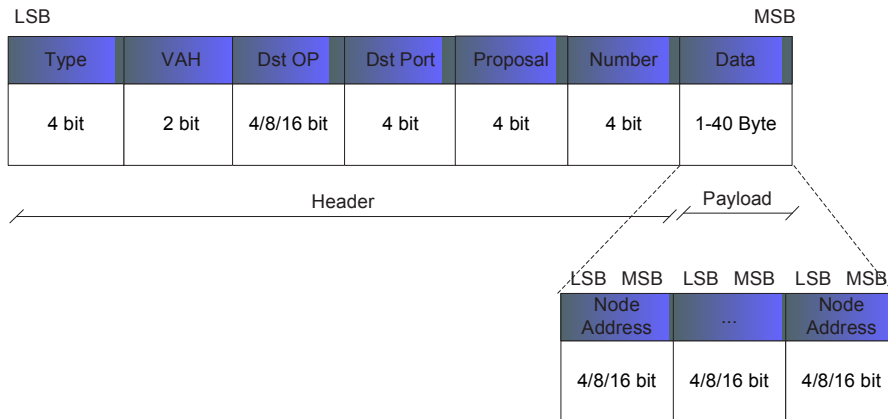 LSB MSB
Type VAH Dst OP Dst Port Proposal Number Data
4 bit 2 bit 4/8/16 bit 4 bit 4 bit 4 bit 1-40 Byte
Header Payload
LSB MSB LSB MSB LSB MSB
Node Address ... Node Address
4/8/16 bit 4/8/16 bit 4/8/16 bit